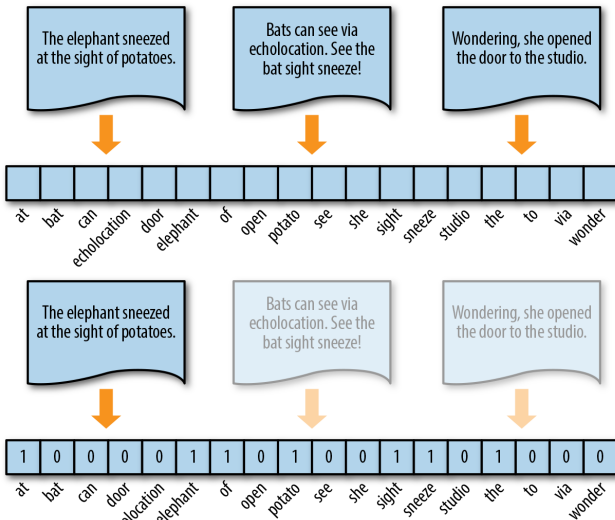 The elephant sneezed
at the sight of potatoes.
Bats can see via
echolocation. See the
bat sight sneeze!
Wondering, she opened
the door to the studio.
at
bat
can
echolocation
door
elephant
of
open
potato
see
she
sight
sneeze
studio
the
to
via
wonder
The elephant sneezed
at the sight of potatoes.
Bats can see via
echolocation. See the
bat sight sneeze!
Wondering, she opened
the door to the studio.
1 0 0 0 0 1 1 0 1 0 0 1 1 0 1 0 0 0
at
bat
can
door
olocation
elephant
of
open
potato
see
she
sight
sneeze
studio
the
to
via
wonder